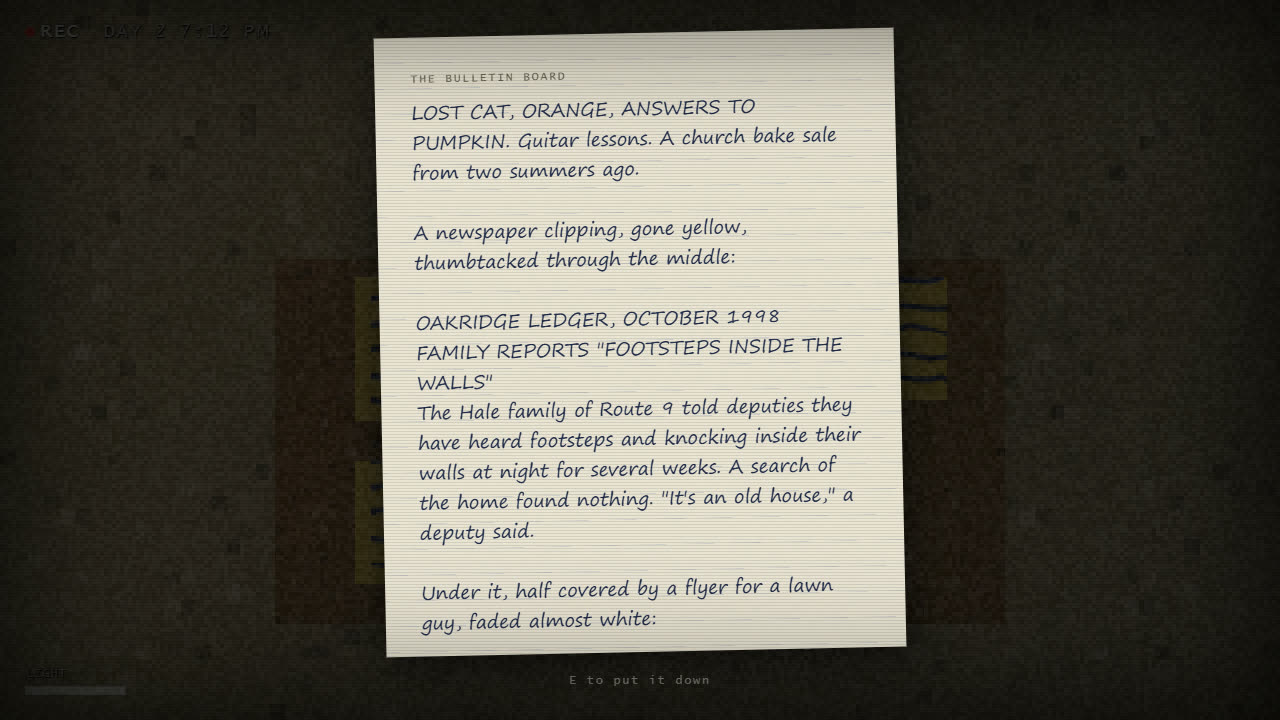 REC DAY 2 7:12 PM
THE BULLETIN BOARD
LOST CAT, ORANGE, ANSWERS TO
PUMPKIN. Guitar lessons. A church bake sale
from two summers ago.
A newspaper clipping, gone yellow,
thumbtacked through the middle:
OAKRIDGE LEDGER, OCTOBER 1998
FAMILY REPORTS "FOOTSTEPS INSIDE THE
WALLS"
The Hale family of Route 9 told deputies they
have heard footsteps and knocking inside their
walls at night for several weeks. A search of
the home found nothing. "It's an old house," a
deputy said.
Under it, half covered by a flyer for a lawn
guy, faded almost white:
LIGHT
E to put it down